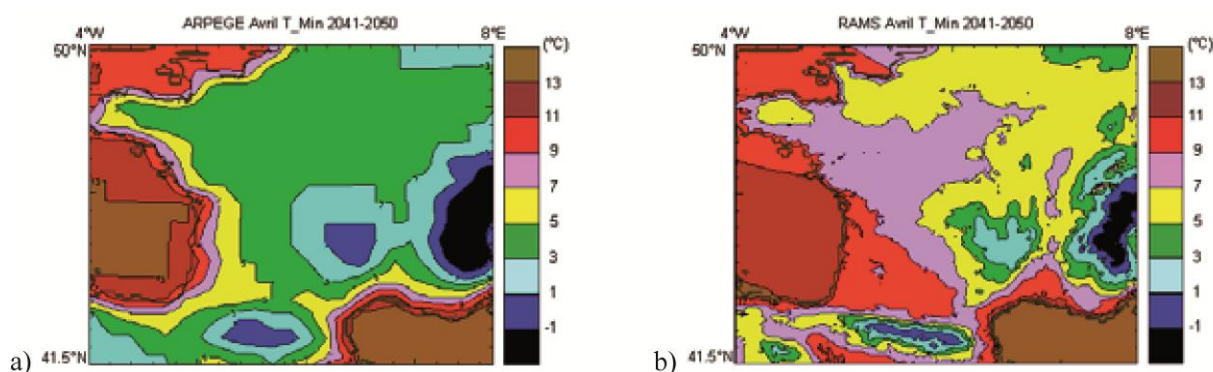 ARPEGE Avril T_Min 2041-2050
4°W
8°E
(°C)
50°N
13
11
9
7
5
3
1
-1
41.5°N
a)
RAMS Avril T_Min 2041-2050
4°W
8°E
(°C)
50°N
13
11
9
7
5
3
1
-1
41.5°N
b)